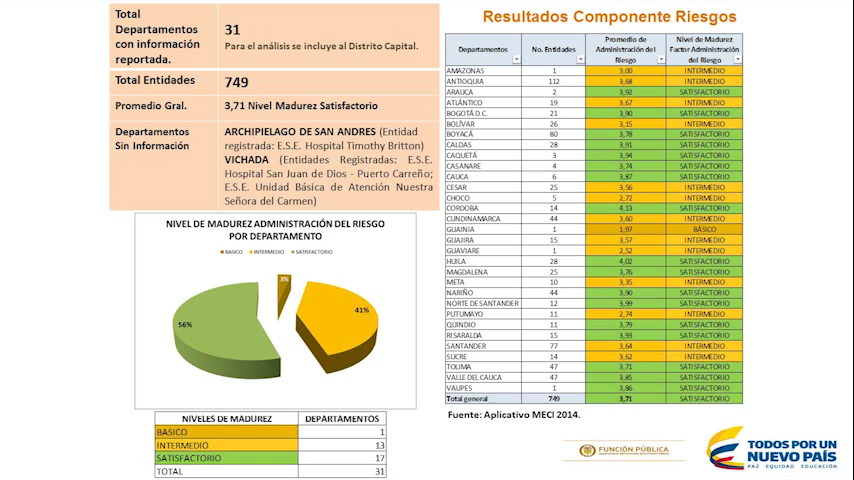 Total
Departamentos
con información
reportada.
31
Para el análisis se incluye al Distrito Capital.
Total Entidades
749
Promedio Gral.
3,71 Nivel Madurez Satisfactorio
Departamentos
Sin Información
ARCHIPIELAGO DE SAN ANDRES (Entidad
registrada: E.S.E. Hospital Timothy Britton)
VICHADA (Entidades Registradas: E.S.E.
Hospital San Juan de Dios - Puerto Carreño;
E.S.E. Unidad Básica de Atención Nuestra
Señora del Carmen)
NIVEL DE MADUREZ ADMINISTRACIÓN DEL RIESGO
POR DEPARTAMENTO
BASICO INTERMEDIO SATISFACTORIO
3%
41%
56%
NIVELES DE MADUREZ DEPARTAMENTOS
BASICO 1
INTERMEDIO 13
SATISFACTORIO 17
TOTAL 31
Resultados Componente Riesgos
Departamentos No. Entidades Promedio de Administración del Riesgo Nivel de Madurez Factor Administración del Riesgo
AMAZONAS 1 3,00 INTERMEDIO
ANTIOQUIA 112 3,68 INTERMEDIO
ARAUCA 2 3,92 SATISFACTORIO
ATLÁNTICO 19 3,67 INTERMEDIO
BOGOTÁ D.C. 21 3,90 SATISFACTORIO
BOLÍVAR 26 3,15 INTERMEDIO
BOYACÁ 80 3,78 SATISFACTORIO
CALDAS 28 3,91 SATISFACTORIO
CAQUETÁ 3 3,94 SATISFACTORIO
CASANARE 4 3,74 SATISFACTORIO
CAUCA 6 3,87 SATISFACTORIO
CESAR 25 3,56 INTERMEDIO
CHOCO 5 2,72 INTERMEDIO
CORDOBA 14 4,13 SATISFACTORIO
CUNDINAMARCA 44 3,60 INTERMEDIO
GUAINIA 1 1,97 BÁSICO
GUAJIRA 15 3,57 INTERMEDIO
GUAVIARE 1 2,52 INTERMEDIO
HUILA 28 4,02 SATISFACTORIO
MAGDALENA 25 3,76 SATISFACTORIO
META 10 3,35 INTERMEDIO
NARIÑO 44 3,90 SATISFACTORIO
NORTE DE SANTANDER 12 3,99 SATISFACTORIO
PUTUMAYO 11 2,74 INTERMEDIO
QUINDIO 11 3,79 SATISFACTORIO
RISARALDA 15 3,93 SATISFACTORIO
SANTANDER 77 3,64 INTERMEDIO
SUCRE 14 3,62 INTERMEDIO
TOLIMA 47 3,71 SATISFACTORIO
VALLE DEL CAUCA 47 3,85 SATISFACTORIO
VAUPES 1 3,86 SATISFACTORIO
Total general 749 3,71 SATISFACTORIO
Fuente: Aplicativo MECI 2014.
FUNCIÓN PÚBLICA
TODOS POR UN
NUEVO PAÍS
PAZ EQUIDAD EDUCACIÓN